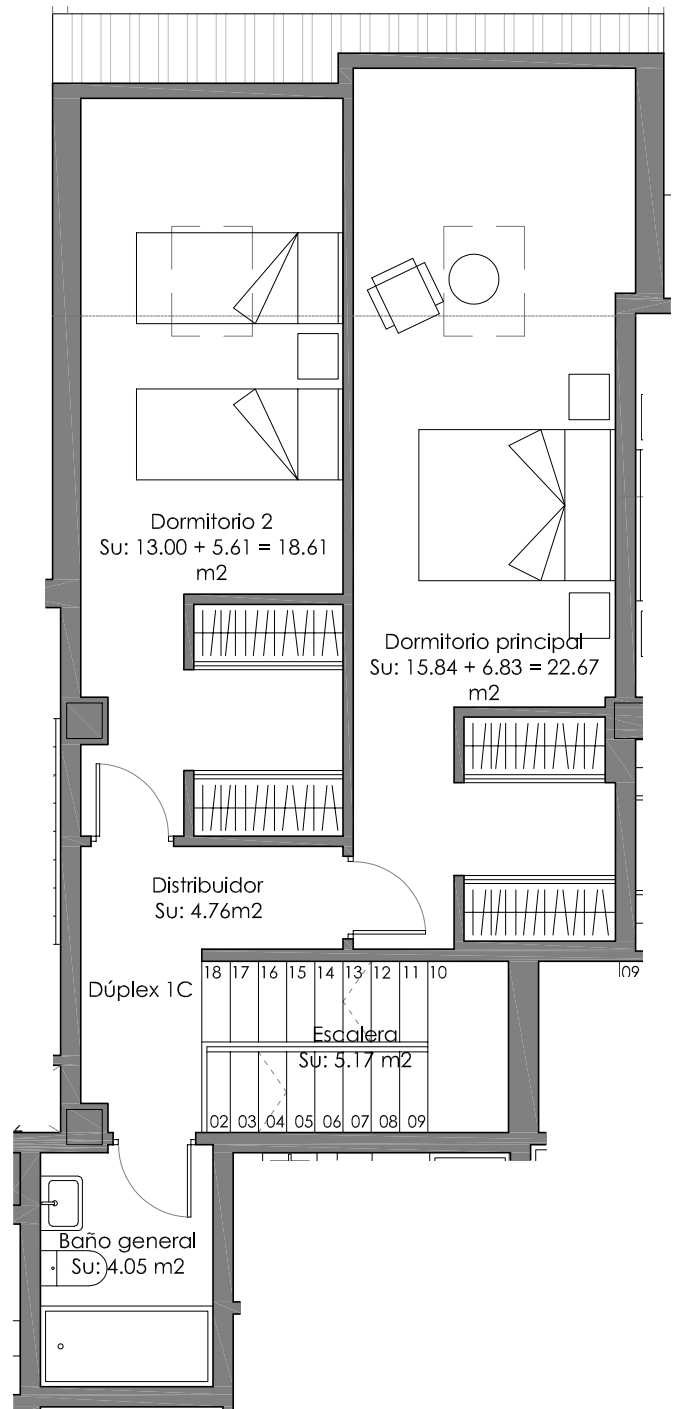 Dormitorio 2
Su: 13.00 + 5.61 = 18.61
m2
Dormitorio principal
Su: 15.84 + 6.83 = 22.67
m2
Distribuidor
Su: 4.76m2
Dúplex 1C
18 17 16 15 14 13 12 11 10
09
Escalera
Su: 5.17 m2
02 03 04 05 06 07 08 09
Baño general
Su: 4.05 m2